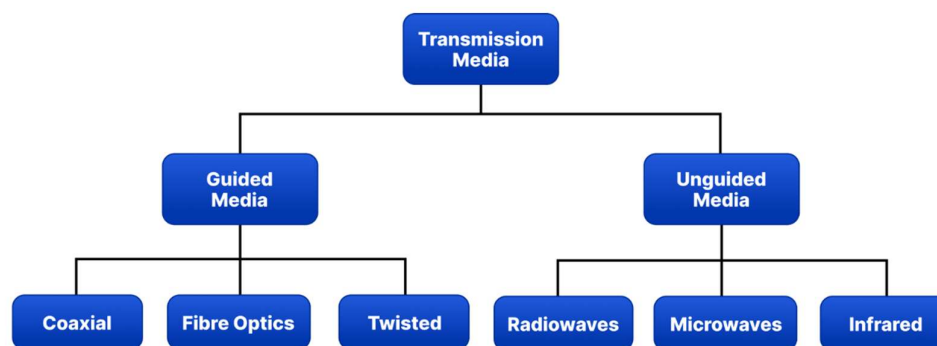 Transmission
Media
Guided
Media
Unguided
Media
Coaxial
Fibre Optics
Twisted
Radiowaves
Microwaves
Infrared